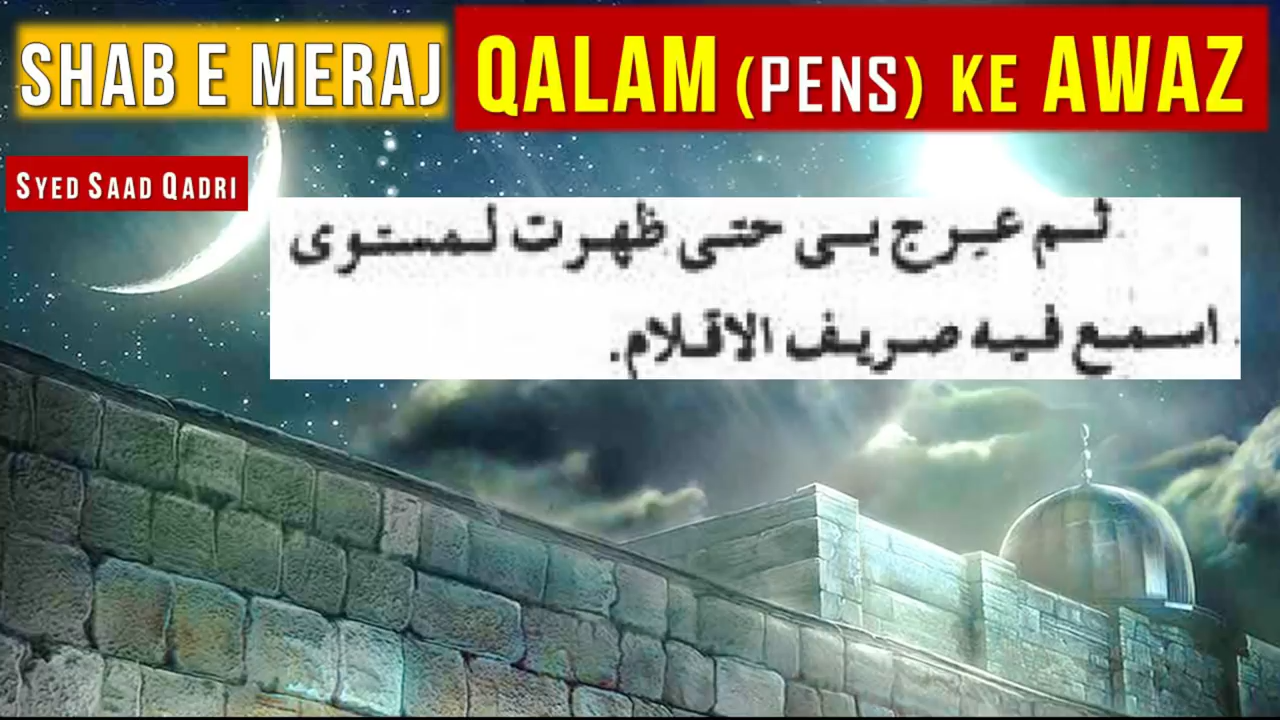 SHAB E MERAJ QALAM (PENS) KE AWAZ
SYED SAAD QADRI
ثم عرج بی حتی ظهرت لمستوی
اسمع فیه صریف الاقلام.